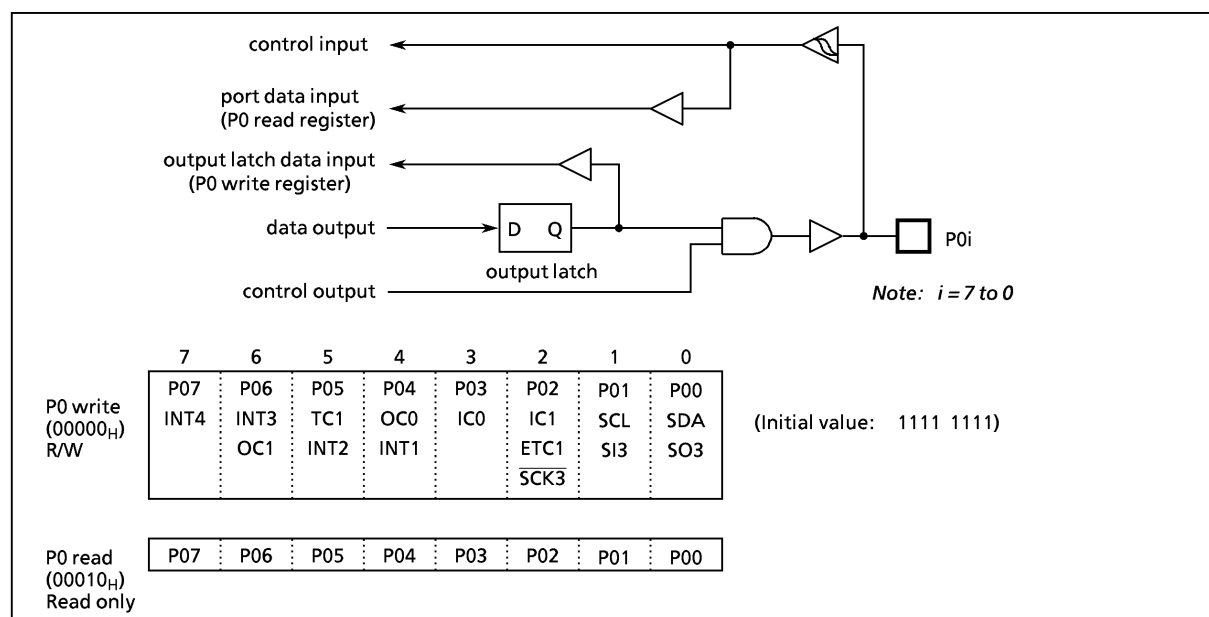 control input
port data input
(P0 read register)
output latch data input
(P0 write register)
data output
D Q
output latch
control output
P0i
Note: i = 7 to 0
7 6 5 4 3 2 1 0
P0 write
(00000H)
R/W
P07 P06 P05 P04 P03 P02 P01 P00
INT4 INT3 TC1 OC0 IC0 IC1 SCL SDA
OC1 INT2 INT1 ETC1 SI3 SO3
SCK3
(Initial value: 1111 1111)
P0 read
(00010H)
Read only
P07 P06 P05 P04 P03 P02 P01 P00